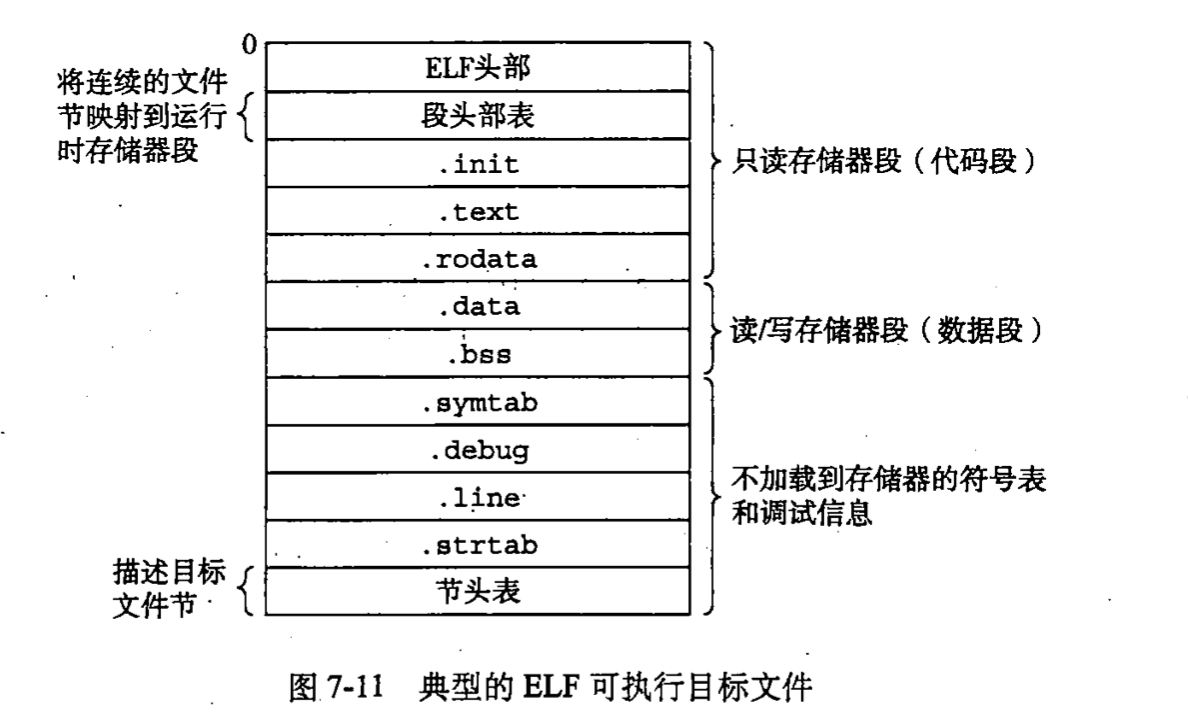 0
将连续的文件
节映射到运行
时存储器段
ELF头部
段头部表
.init
.text
.rodata
.data
.bss
.symtab
.debug
.line
.strtab
节头表
只读存储器段（代码段）
读/写存储器段（数据段）
不加载到存储器的符号表
和调试信息
描述目标
文件节
图 7-11 典型的 ELF 可执行目标文件